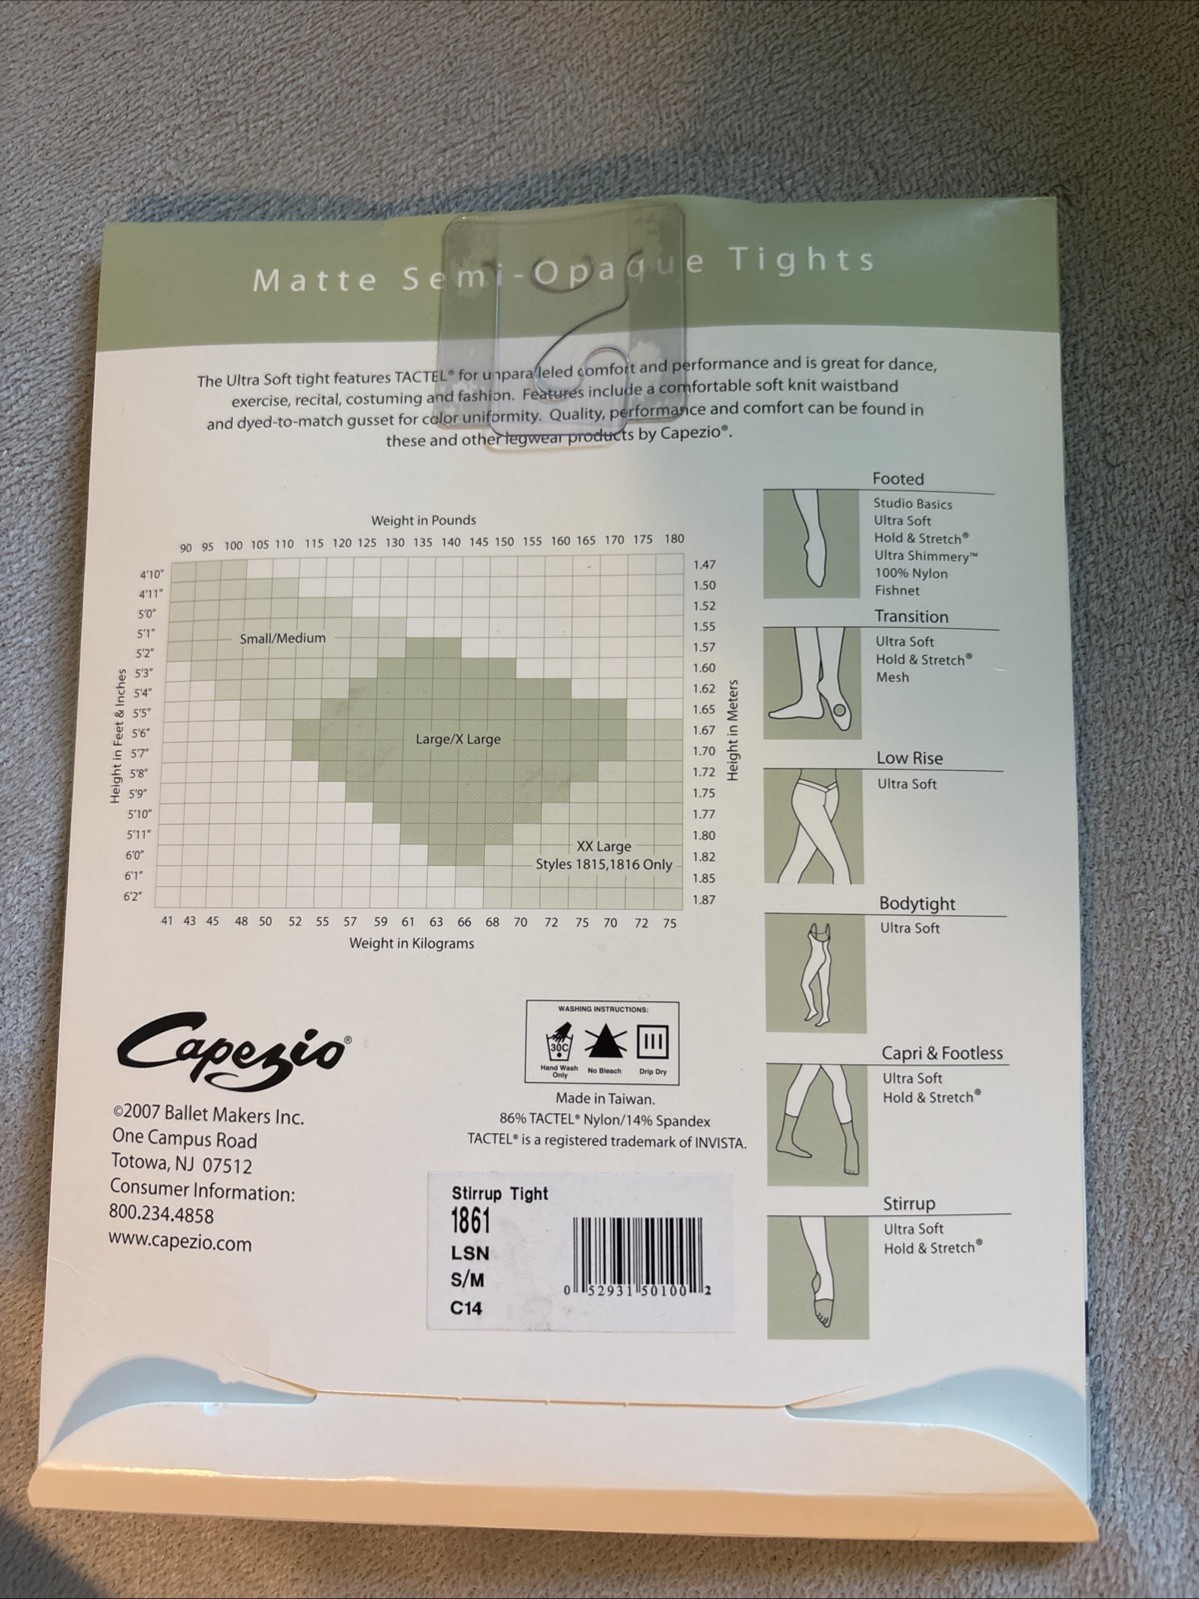 Matte Semi-Opaque Tights
The Ultra Soft tight features TACTEL® for unparalleled comfort and performance and is great for dance,
exercise, recital, costuming and fashion. Features include a comfortable soft knit waistband
and dyed-to-match gusset for color uniformity. Quality, performance and comfort can be found in
these and other legwear products by Capezio®.
Weight in Pounds
90 95 100 105 110 115 120 125 130 135 140 145 150 155 160 165 170 175 180
Height in Feet & Inches
4'10"
4'11"
5'0"
5'1"
5'2"
5'3"
5'4"
5'5"
5'6"
5'7"
5'8"
5'9"
5'10"
5'11"
6'0"
6'1"
6'2"
Small/Medium
Large/X Large
XX Large
Styles 1815,1816 Only
1.47
1.50
1.52
1.55
1.57
1.60
1.62
1.65
1.67
1.70
1.72
1.75
1.77
1.80
1.82
1.85
1.87
Height in Meters
41 43 45 48 50 52 55 57 59 61 63 66 68 70 72 75 70 72 75
Weight in Kilograms
Footed
Studio Basics
Ultra Soft
Hold & Stretch®
Ultra Shimmery™
100% Nylon
Fishnet
Transition
Ultra Soft
Hold & Stretch®
Mesh
Low Rise
Ultra Soft
Bodytight
Ultra Soft
Capri & Footless
Ultra Soft
Hold & Stretch®
Stirrup
Ultra Soft
Hold & Stretch®
Capezio®
©2007 Ballet Makers Inc.
One Campus Road
Totowa, NJ 07512
Consumer Information:
800.234.4858
www.capezio.com
WASHING INSTRUCTIONS:
30C
Hand Wash
Only
No Bleach
Drip Dry
Made in Taiwan.
86% TACTEL® Nylon/14% Spandex
TACTEL® is a registered trademark of INVISTA.
Stirrup Tight
1861
LSN
S/M
C14
0 52931 50100 2